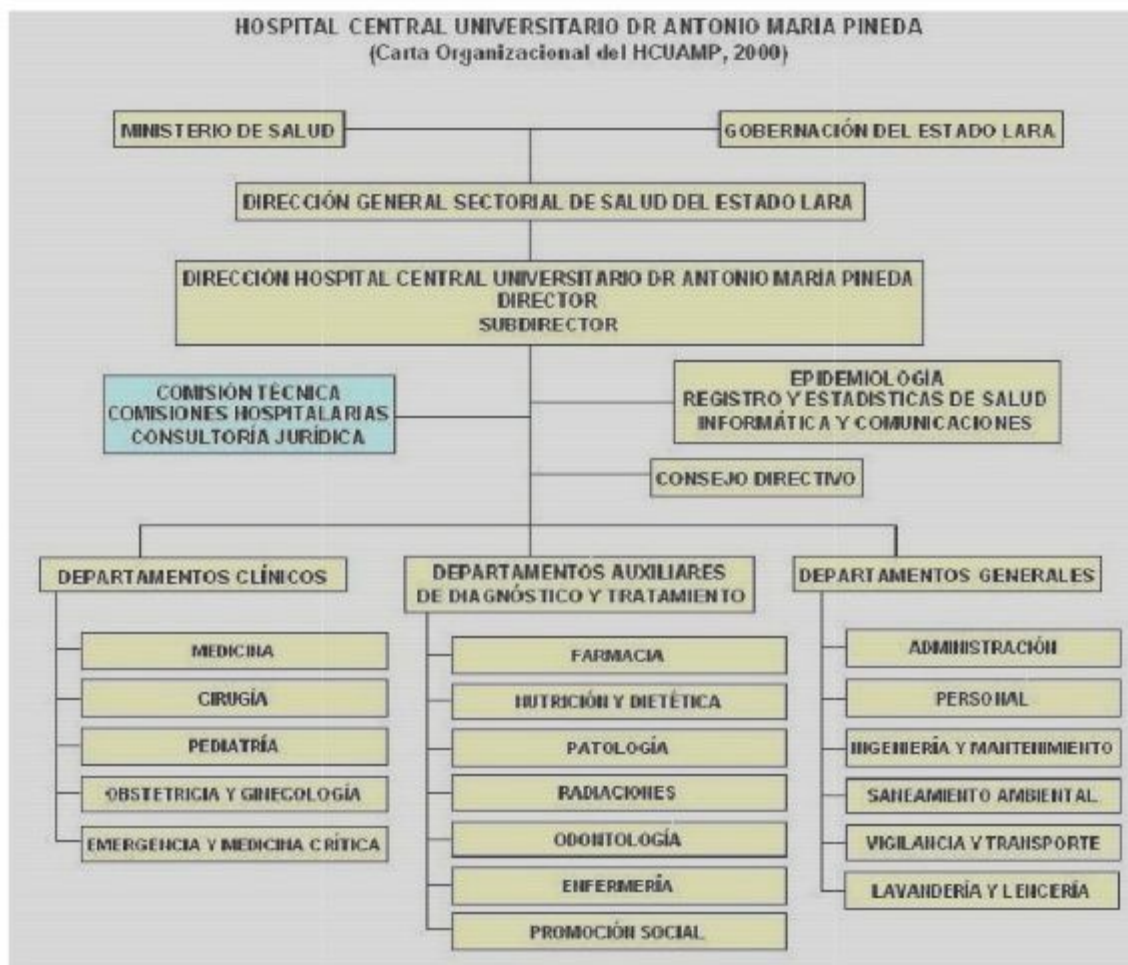 HOSPITAL CENTRAL UNIVERSITARIO DR ANTONIO MARÍA PINEDA
(Carta Organizacional del HCUAMP, 2000)
MINISTERIO DE SALUD
GOBERNACIÓN DEL ESTADO LARA
DIRECCIÓN GENERAL SECTORIAL DE SALUD DEL ESTADO LARA
DIRECCIÓN HOSPITAL CENTRAL UNIVERSITARIO DR ANTONIO MARÍA PINEDA
DIRECTOR
SUBDIRECTOR
COMISIÓN TÉCNICA
COMISIONES HOSPITALARIAS
CONSULTORÍA JURÍDICA
EPIDEMIOLOGÍA
REGISTRO Y ESTADISTICAS DE SALUD
INFORMÁTICA Y COMUNICACIONES
CONSEJO DIRECTIVO
DEPARTAMENTOS CLÍNICOS
MEDICINA
CIRUGÍA
PEDIATRÍA
OBSTETRICIA Y GINECOLOGÍA
EMERGENCIA Y MEDICINA CRÍTICA
DEPARTAMENTOS AUXILIARES
DE DIAGNÓSTICO Y TRATAMIENTO
FARMACIA
NUTRICIÓN Y DIETÉTICA
PATOLOGÍA
RADIACIONES
ODONTOLOGÍA
ENFERMERÍA
PROMOCIÓN SOCIAL
DEPARTAMENTOS GENERALES
ADMINISTRACIÓN
PERSONAL
INGENIERÍA Y MANTENIMIENTO
SANEAMIENTO AMBIENTAL
VIGILANCIA Y TRANSPORTE
LAVANDERÍA Y LENCERÍA